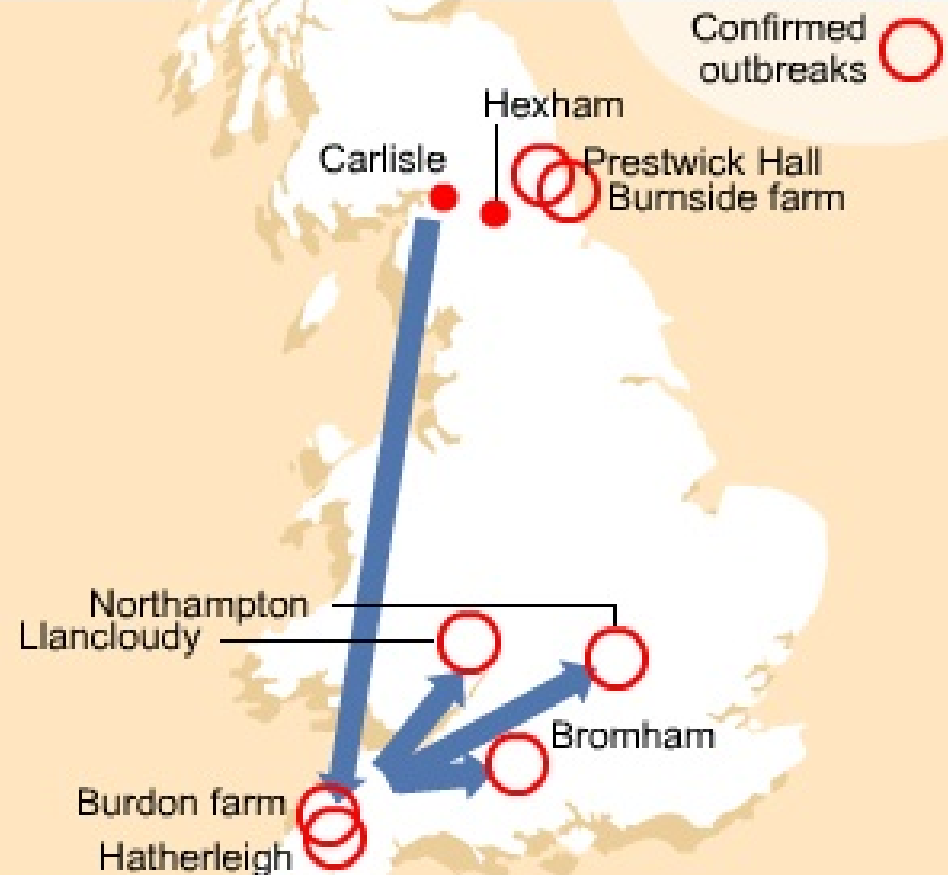 Confirmed
outbreaks
Hexham
Carlisle
Prestwick Hall
Burnside farm
Northampton
Llancloudy
Bromham
Burdon farm
Hatherleigh